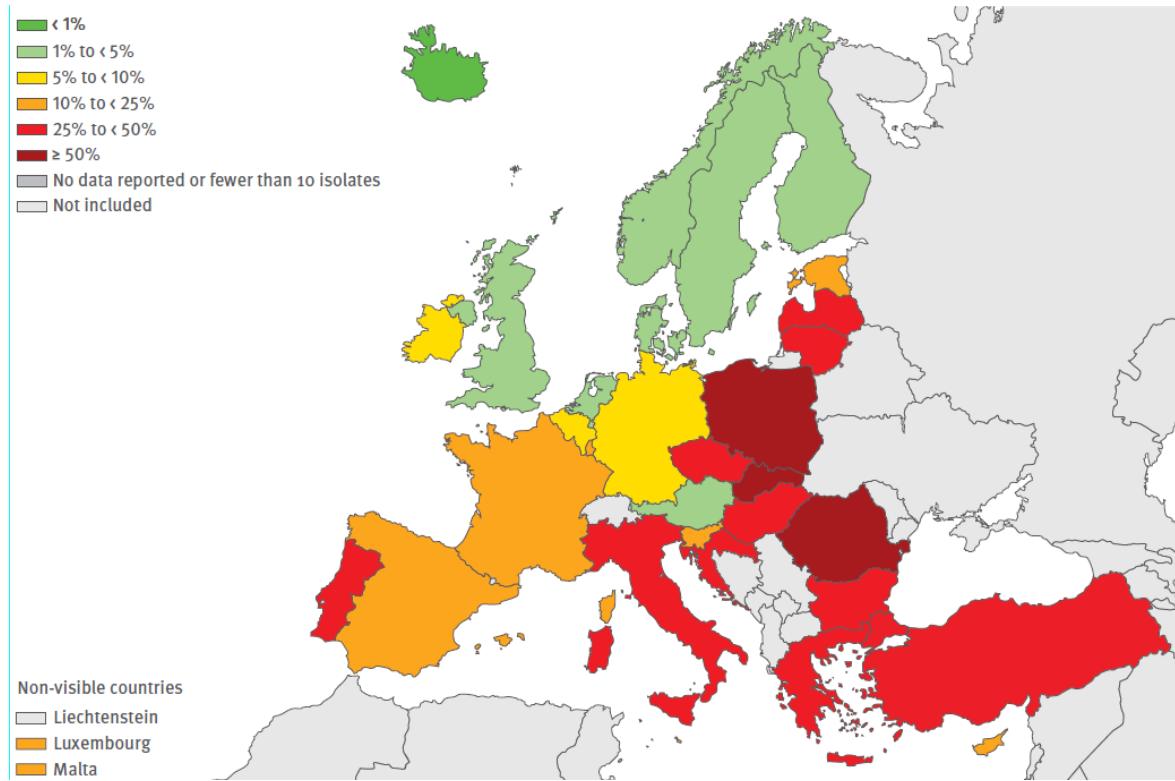 < 1%
1% to < 5%
5% to < 10%
10% to < 25%
25% to < 50%
≥ 50%
No data reported or fewer than 10 isolates
Not included
Non-visible countries
Liechtenstein
Luxembourg
Malta